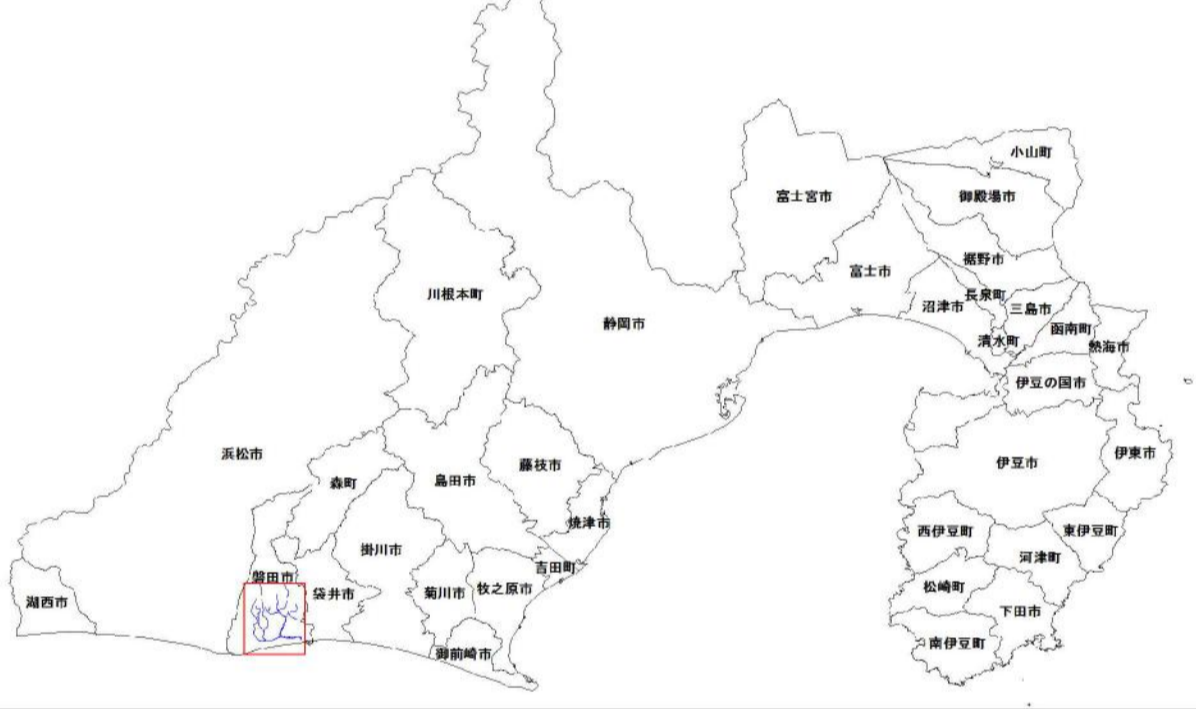 小山町
富士宮市
御殿場市
裾野市
富士市
川根本町
長泉町
沼津市
三島市
静岡市
函南町
清水町
熱海市
伊豆の国市
浜松市
伊東市
伊豆市
藤枝市
島田市
森町
焼津市
西伊豆町
東伊豆町
掛川市
河津町
吉田町
磐田市
松崎町
牧之原市
菊川市
袋井市
湖西市
下田市
南伊豆町
御前崎市